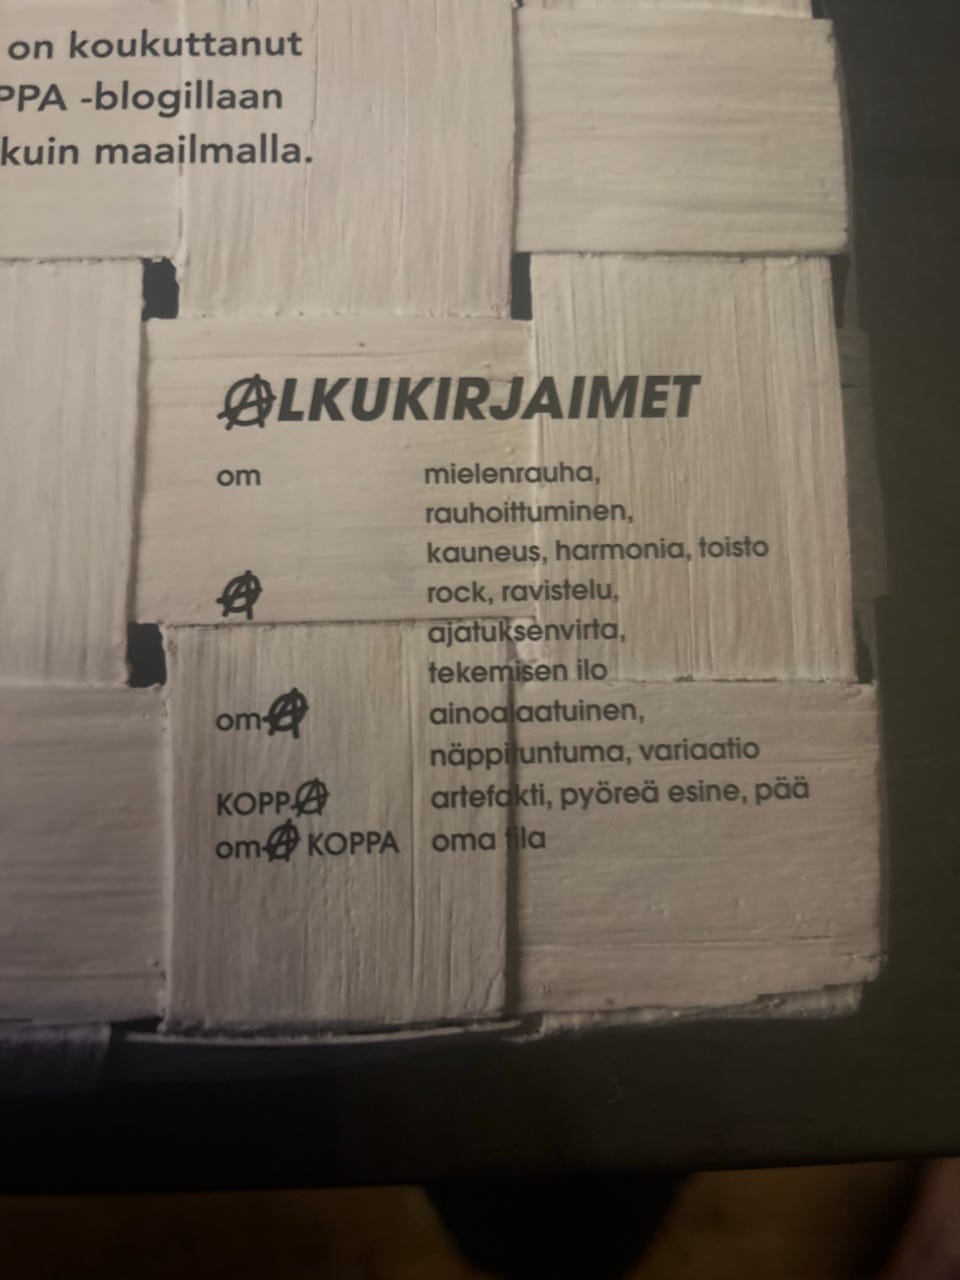 on koukuttanut
PPA -blogillaan
kuin maailmalla.
ALKUKIRJAIMET
om mielenrauha,
rauhoittuminen,
kauneus, harmonia, toisto
A rock, ravistelu,
ajatuksenvirta,
tekemisen ilo
omA ainoalaatuinen,
näppituntuma, variaatio
KOPPA artefakti, pyöreä esine, pää
omA KOPPA oma tila